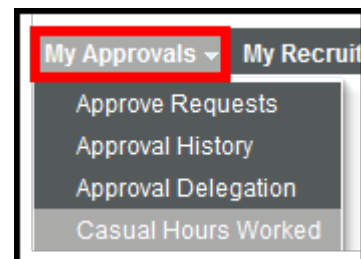 My Approvals My Recruit
Approve Requests
Approval History
Approval Delegation
Casual Hours Worked